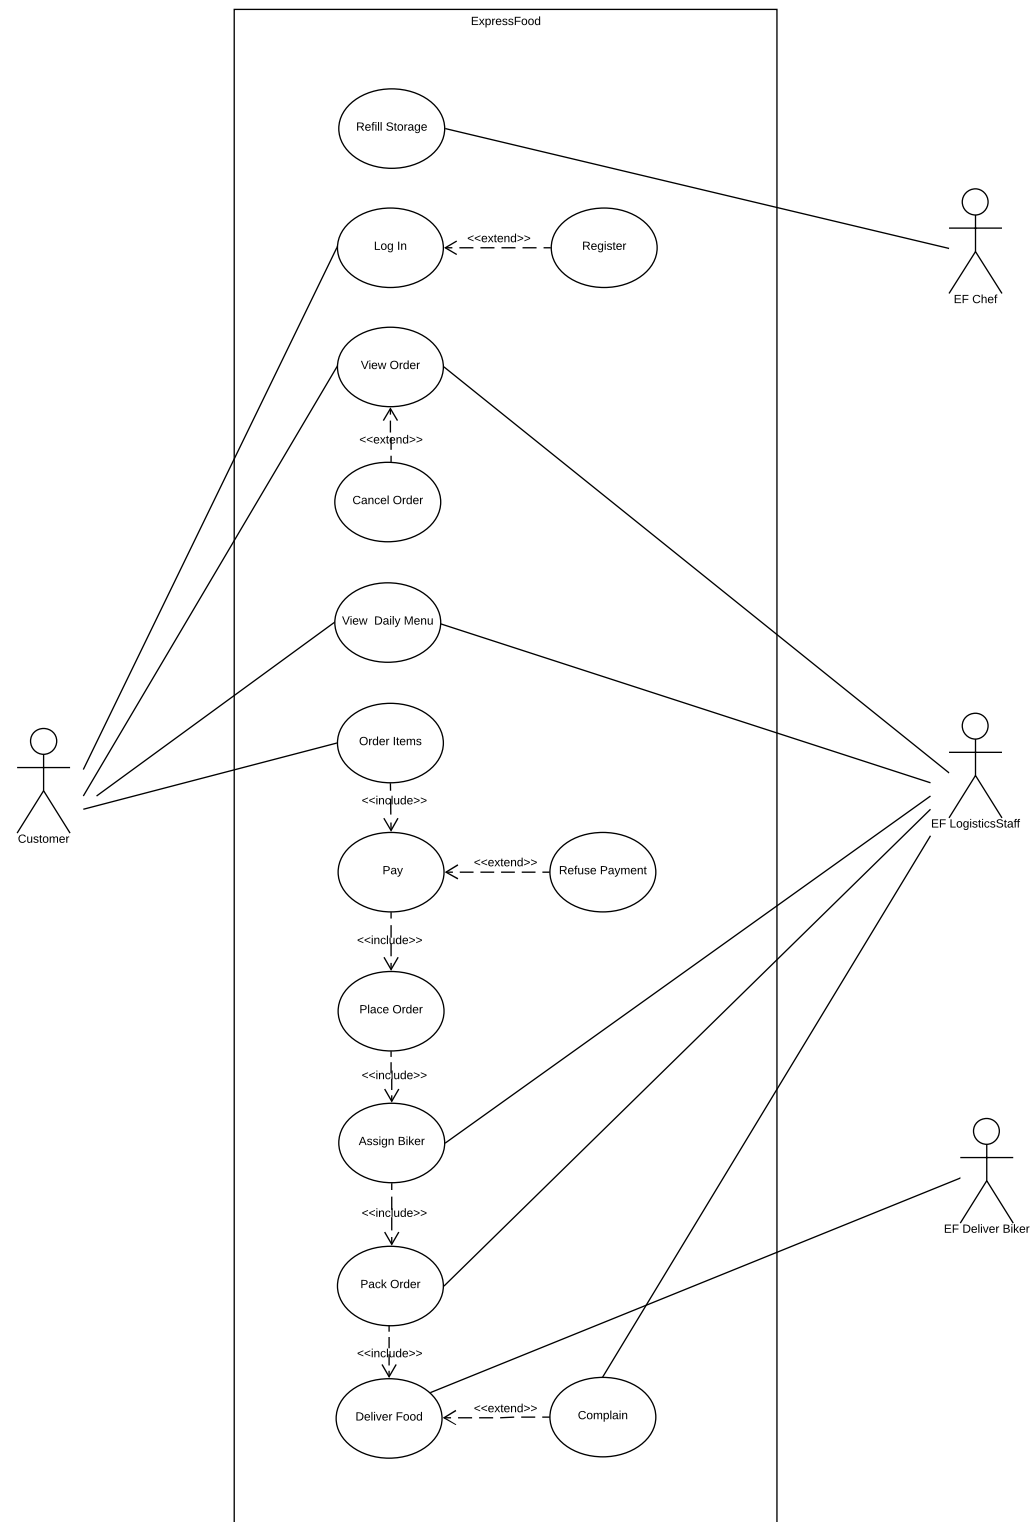 ExpressFood
Refill Storage
Log In
<<extend>>
Register
EF Chef
View Order
<<extend>>
Cancel Order
View  Daily Menu
Order Items
Customer
<<include>>
EF LogisticsStaff
Pay
<<extend>>
Refuse Payment
<<include>>
Place Order
<<include>>
Assign Biker
<<include>>
EF Deliver Biker
Pack Order
<<include>>
Deliver Food
<<extend>>
Complain